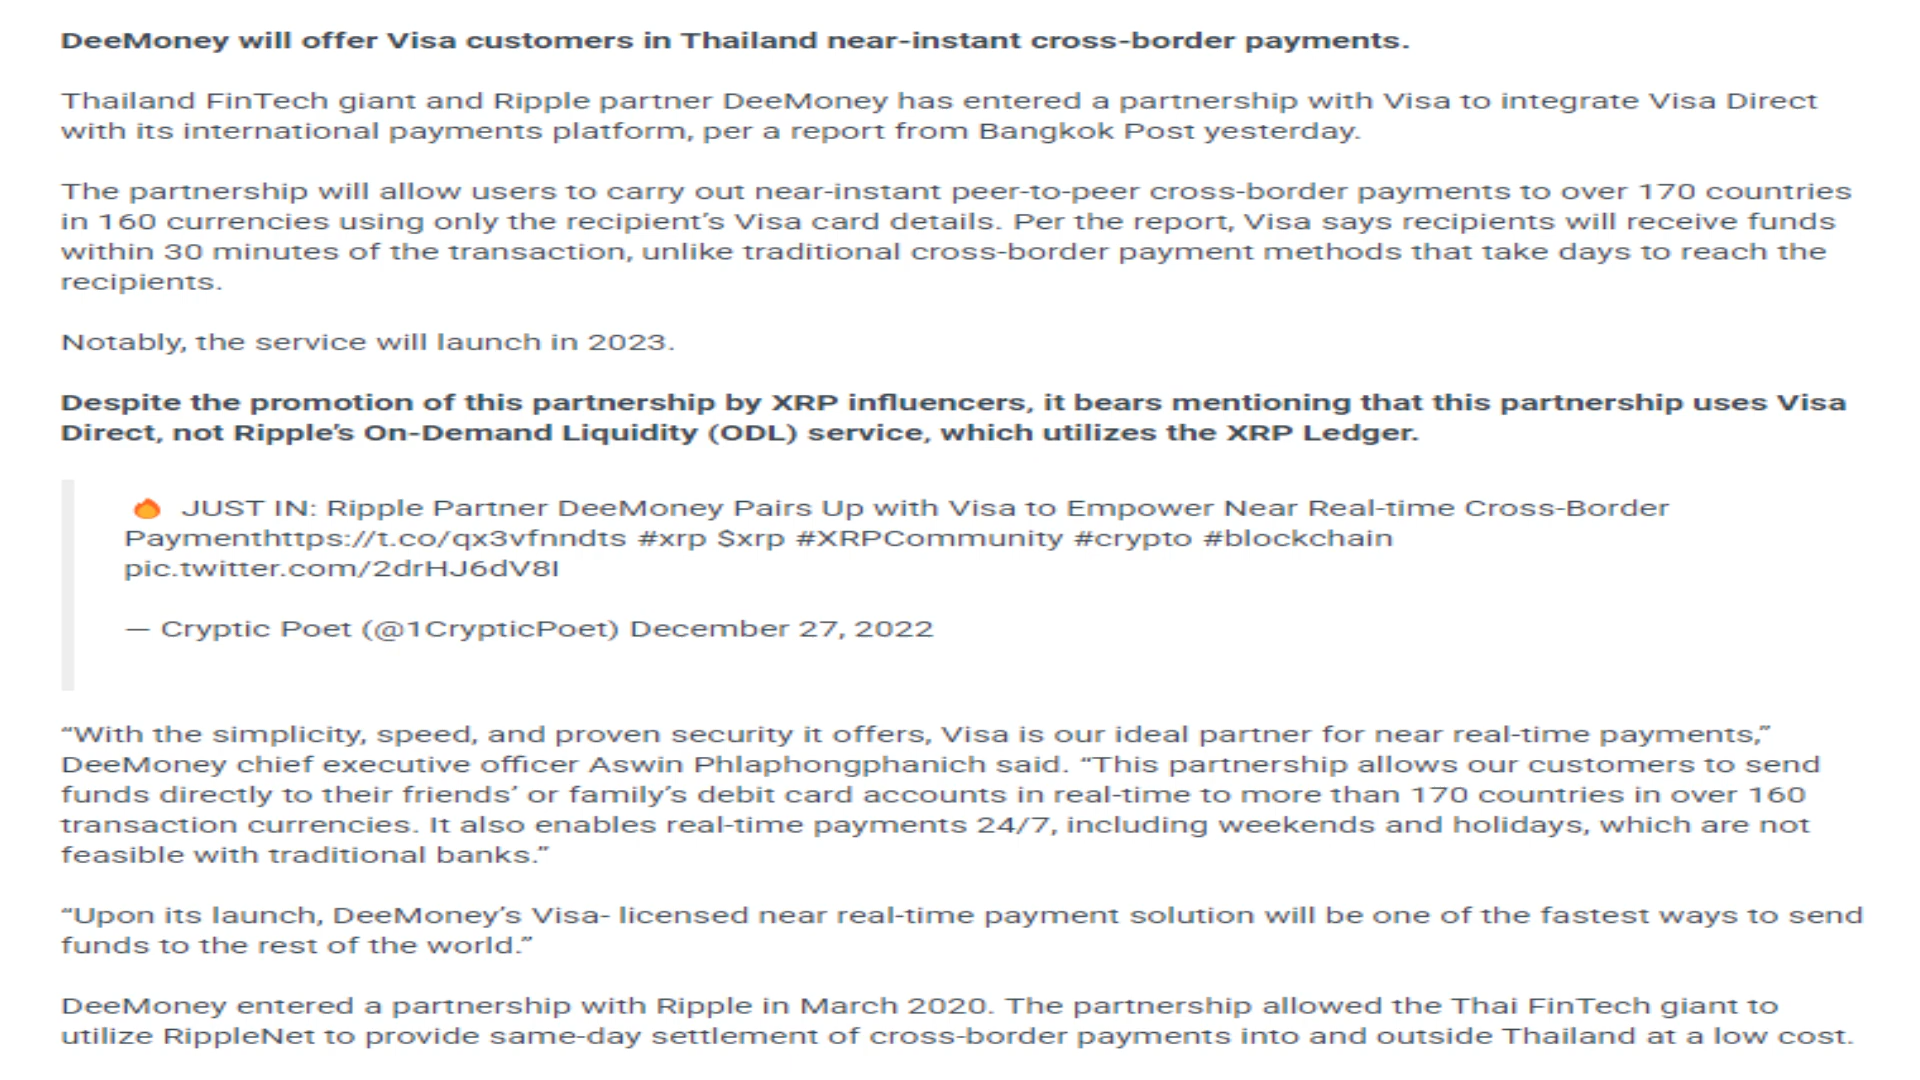 DeeMoney will offer Visa customers in Thailand near-instant cross-border payments.
Thailand FinTech giant and Ripple partner DeeMoney has entered a partnership with Visa to integrate Visa Direct
with its international payments platform, per a report from Bangkok Post yesterday.
The partnership will allow users to carry out near-instant peer-to-peer cross-border payments to over 170 countries
in 160 currencies using only the recipient’s Visa card details. Per the report, Visa says recipients will receive funds
within 30 minutes of the transaction, unlike traditional cross-border payment methods that take days to reach the
recipients.
Notably, the service will launch in 2023.
Despite the promotion of this partnership by XRP influencers, it bears mentioning that this partnership uses Visa
Direct, not Ripple’s On-Demand Liquidity (ODL) service, which utilizes the XRP Ledger.
🔥 JUST IN: Ripple Partner DeeMoney Pairs Up with Visa to Empower Near Real-time Cross-Border
Paymenthttps://t.co/qx3vfnndts #xrp $xrp #XRPCommunity #crypto #blockchain
pic.twitter.com/2drHJ6dV8I
— Cryptic Poet (@1CrypticPoet) December 27, 2022
“With the simplicity, speed, and proven security it offers, Visa is our ideal partner for near real-time payments,”
DeeMoney chief executive officer Aswin Phlaphongphanich said. “This partnership allows our customers to send
funds directly to their friends’ or family’s debit card accounts in real-time to more than 170 countries in over 160
transaction currencies. It also enables real-time payments 24/7, including weekends and holidays, which are not
feasible with traditional banks.”
“Upon its launch, DeeMoney’s Visa- licensed near real-time payment solution will be one of the fastest ways to send
funds to the rest of the world.”
DeeMoney entered a partnership with Ripple in March 2020. The partnership allowed the Thai FinTech giant to
utilize RippleNet to provide same-day settlement of cross-border payments into and outside Thailand at a low cost.